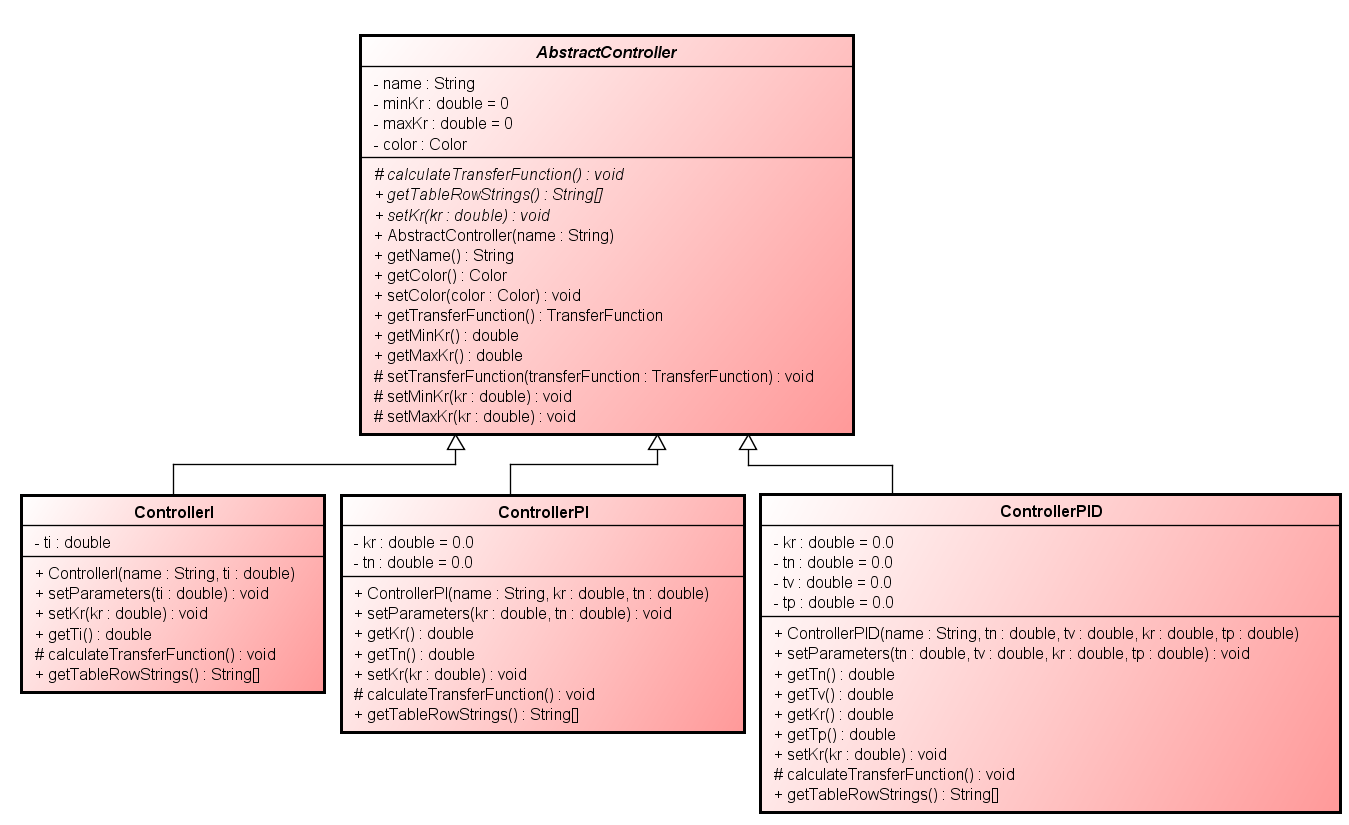 AbstractController
- name : String
- minKr : double = 0
- maxKr : double = 0
- color : Color
# calculateTransferFunction() : void
+ getTableRowStrings() : String[]
+ setKr(kr : double) : void
+ AbstractController(name : String)
+ getName() : String
+ getColor() : Color
+ setColor(color : Color) : void
+ getTransferFunction() : TransferFunction
+ getMinKr() : double
+ getMaxKr() : double
# setTransferFunction(transferFunction : TransferFunction) : void
# setMinKr(kr : double) : void
# setMaxKr(kr : double) : void
ControllerI
- ti : double
+ ControllerI(name : String, ti : double)
+ setParameters(ti : double) : void
+ setKr(kr : double) : void
+ getTi() : double
# calculateTransferFunction() : void
+ getTableRowStrings() : String[]
ControllerPI
- kr : double = 0.0
- tn : double = 0.0
+ ControllerPI(name : String, kr : double, tn : double)
+ setParameters(kr : double, tn : double) : void
+ getKr() : double
+ getTn() : double
+ setKr(kr : double) : void
# calculateTransferFunction() : void
+ getTableRowStrings() : String[]
ControllerPID
- kr : double = 0.0
- tn : double = 0.0
- tv : double = 0.0
- tp : double = 0.0
+ ControllerPID(name : String, tn : double, tv : double, kr : double, tp : double)
+ setParameters(tn : double, tv : double, kr : double, tp : double) : void
+ getTn() : double
+ getTv() : double
+ getKr() : double
+ getTp() : double
+ setKr(kr : double) : void
# calculateTransferFunction() : void
+ getTableRowStrings() : String[]